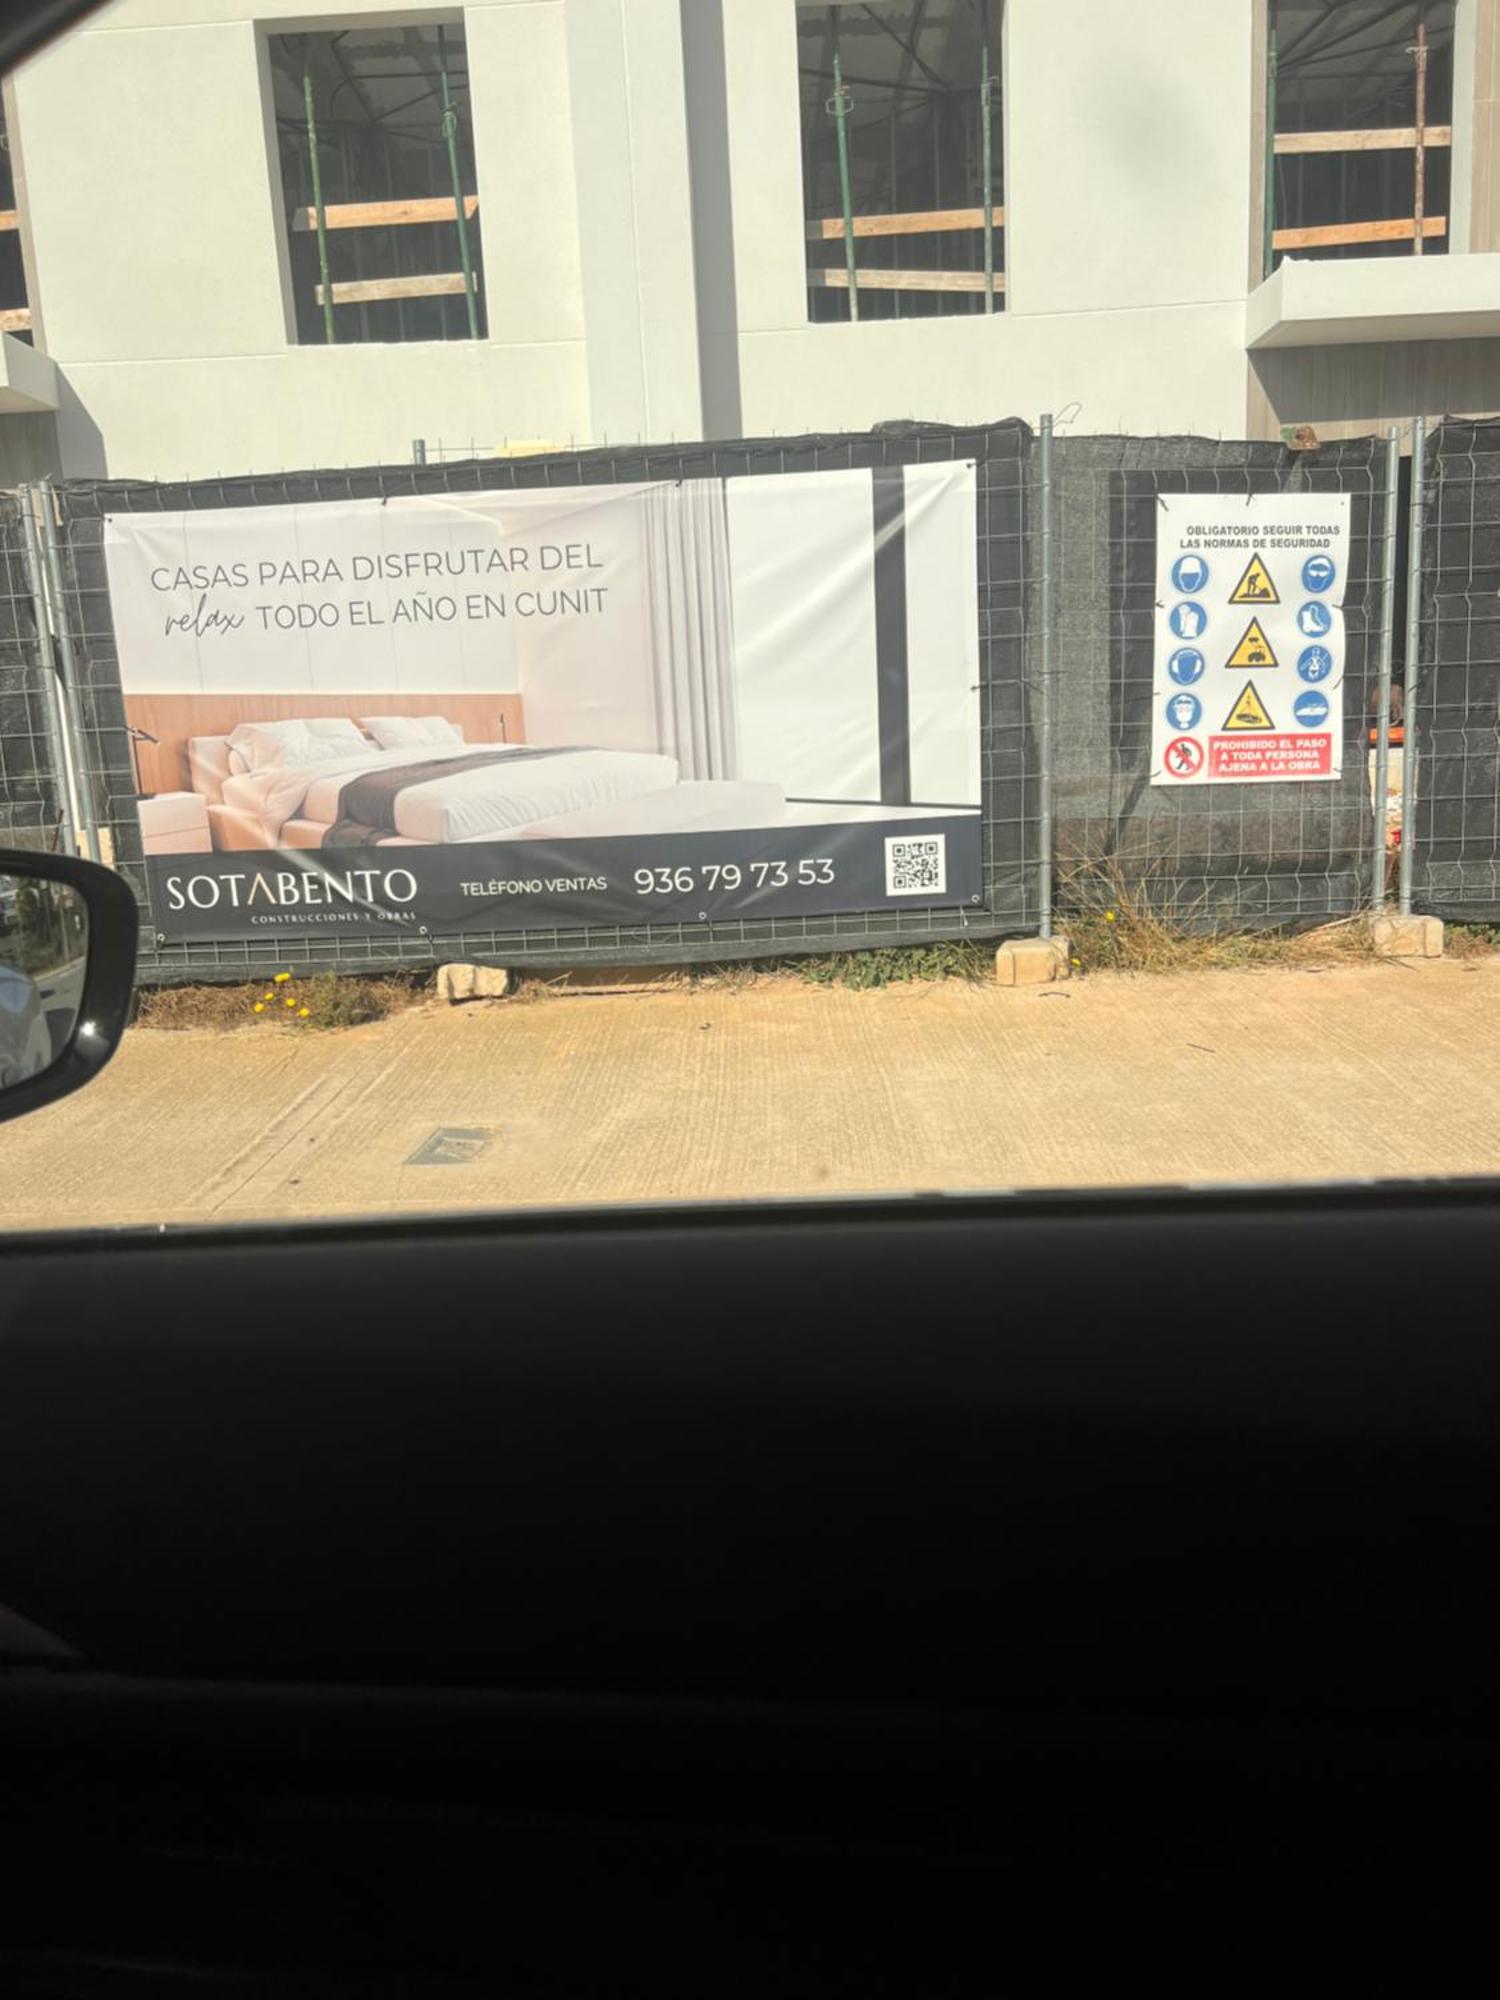 CASAS PARA DISFRUTAR DEL
relax TODO EL AÑO EN CUNIT
SOTABENTO
CONSTRUCCIONES Y OBRAS
TELÉFONO VENTAS
936 79 73 53
OBLIGATORIO SEGUIR TODAS
LAS NORMAS DE SEGURIDAD
PROHIBIDO EL PASO
A TODA PERSONA
AJENA A LA OBRA